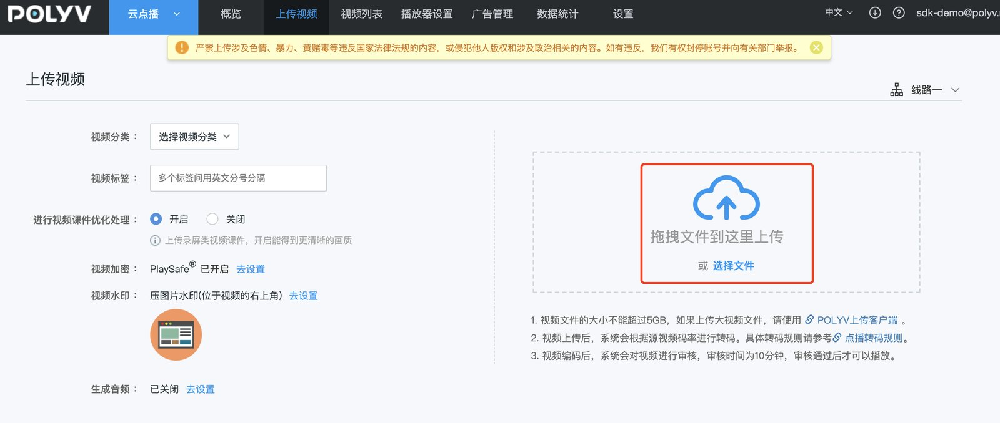 POLYV 云点播 概览 上传视频 视频列表 播放器设置 广告管理 数据统计 设置 中文 sdk-demo@polyv.
严禁上传涉及色情、暴力、黄赌毒等违反国家法律法规的内容，或侵犯他人版权和涉及政治相关的内容。如有违反，我们有权封停账号并向有关部门举报。
上传视频
线路一
视频分类： 选择视频分类
视频标签： 多个标签间用英文分号分隔
进行视频课件优化处理： 开启 关闭
上传录屏类视频课件，开启能得到更清晰的画质
视频加密： PlaySafe® 已开启 去设置
视频水印： 压图片水印(位于视频的右上角) 去设置
生成音频： 已关闭 去设置
拖拽文件到这里上传
或 选择文件
1. 视频文件的大小不能超过5GB，如果上传大视频文件，请使用 POLYV上传客户端 。
2. 视频上传后，系统会根据源视频码率进行转码。具体转码规则请参考 点播转码规则。
3. 视频编码后，系统会对视频进行审核，审核时间为10分钟，审核通过后才可以播放。